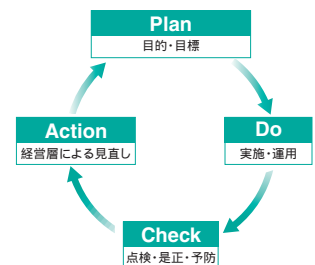 Plan
目的・目標
Do
実施・運用
Check
点検・是正・予防
Action
経営層による見直し